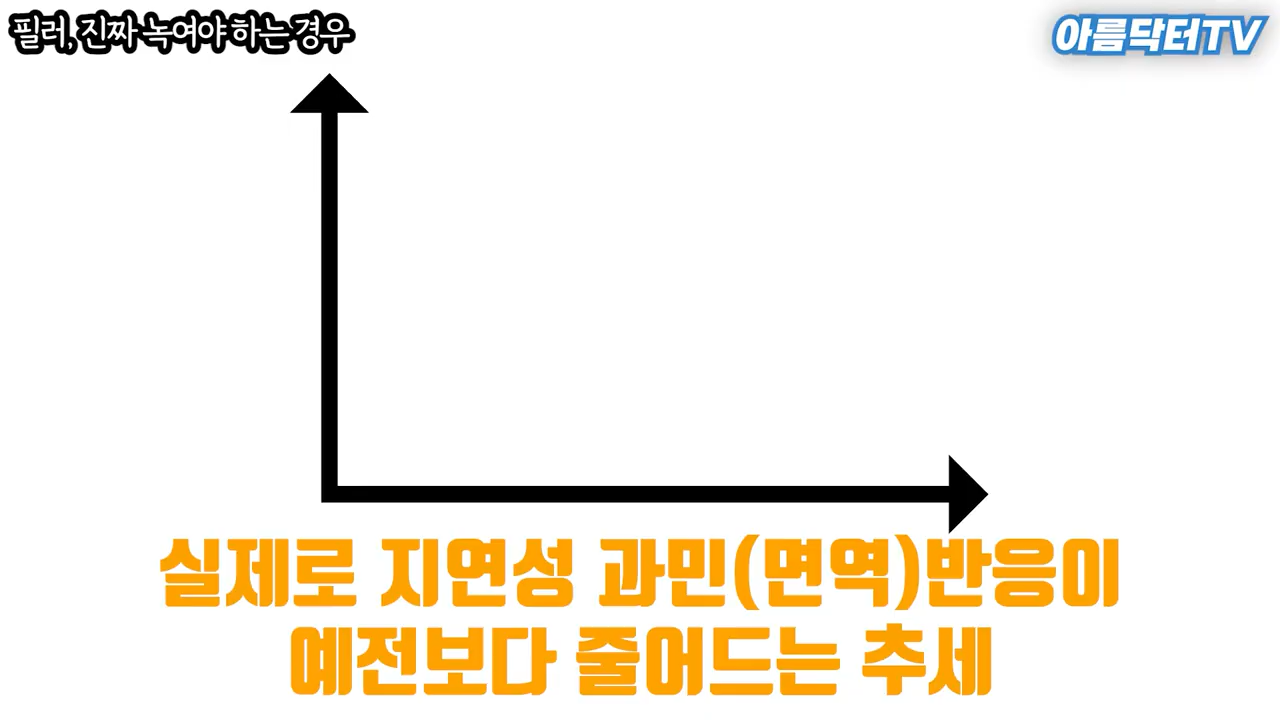 필러, 진짜 녹여야 하는 경우
아름닥터TV
실제로 지연성 과민(면역)반응이
예전보다 줄어드는 추세